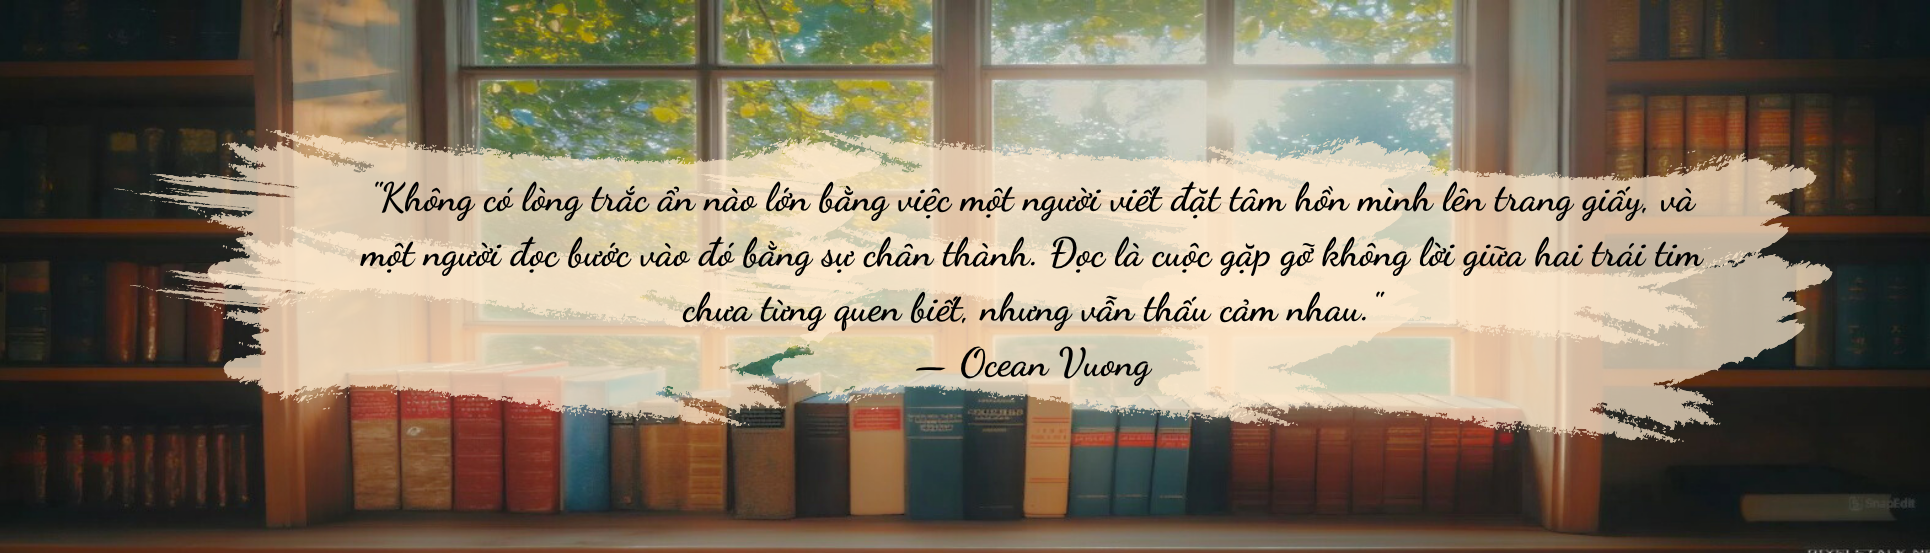 "Không có lòng trắc ẩn nào lớn bằng việc một người viết đặt tâm hồn mình lên trang giấy, và
một người đọc bước vào đó bằng sự chân thành. Đọc là cuộc gặp gỡ không lời giữa hai trái tim
chưa từng quen biết, nhưng vẫn thấu cảm nhau."
— Ocean Vuong
SnapEdit